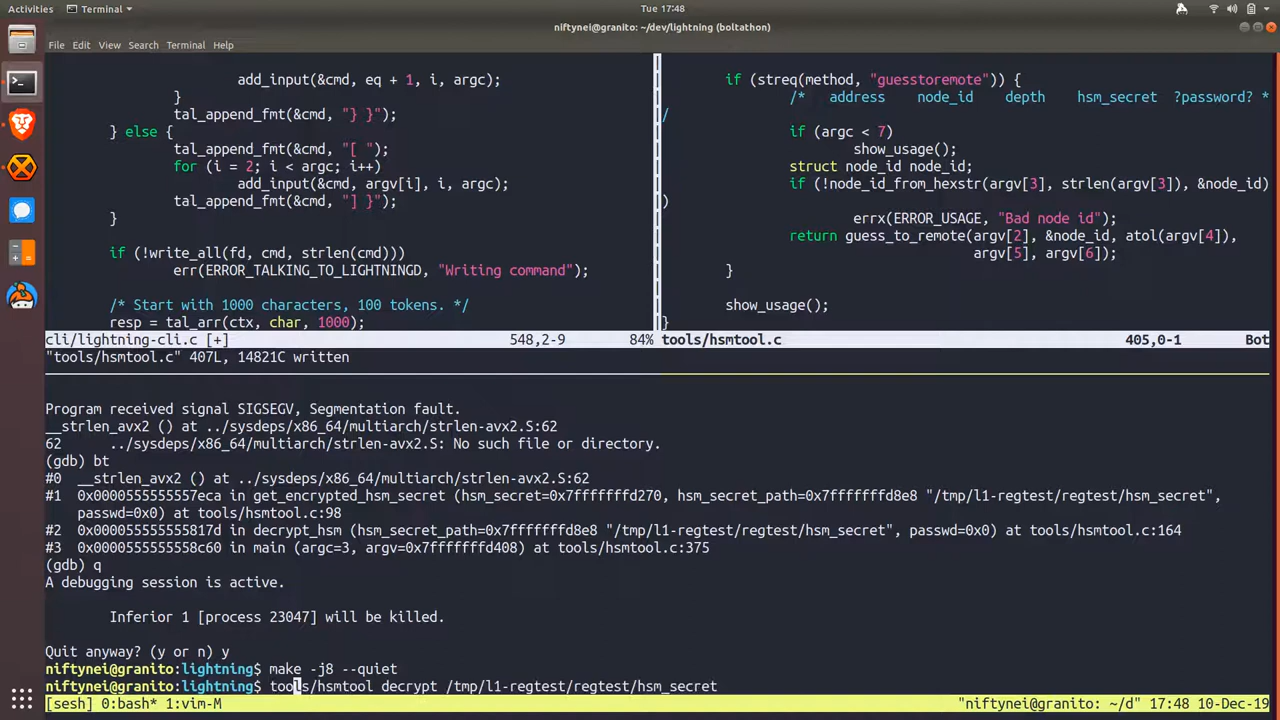 Activities Terminal Tue 17:48
niftynei@granito: ~/dev/lightning (boltathon)
File Edit View Search Terminal Help
add_input(&cmd, eq + 1, i, argc);
}
tal_append_fmt(&cmd, "} }");
} else {
tal_append_fmt(&cmd, "[ ");
for (i = 2; i < argc; i++)
add_input(&cmd, argv[i], i, argc);
tal_append_fmt(&cmd, "] }");
}
if (!write_all(fd, cmd, strlen(cmd)))
err(ERROR_TALKING_TO_LIGHTNINGD, "Writing command");
/* Start with 1000 characters, 100 tokens. */
resp = tal_arr(ctx, char, 1000);
cli/lightning-cli.c [+] 548,2-9 84%
if (streq(method, "guesstoremote")) {
/* address node_id depth hsm_secret ?password? *
/
if (argc < 7)
show_usage();
struct node_id node_id;
if (!node_id_from_hexstr(argv[3], strlen(argv[3]), &node_id)
)
errx(ERROR_USAGE, "Bad node id");
return guess_to_remote(argv[2], &node_id, atol(argv[4]),
argv[5], argv[6]);
}
show_usage();
}
tools/hsmtool.c 405,0-1 Bot
"tools/hsmtool.c" 407L, 14821C written
Program received signal SIGSEGV, Segmentation fault.
__strlen_avx2 () at ../sysdeps/x86_64/multiarch/strlen-avx2.S:62
62 ../sysdeps/x86_64/multiarch/strlen-avx2.S: No such file or directory.
(gdb) bt
#0 __strlen_avx2 () at ../sysdeps/x86_64/multiarch/strlen-avx2.S:62
#1 0x0000555555557eca in get_encrypted_hsm_secret (hsm_secret=0x7fffffffd270, hsm_secret_path=0x7fffffffd8e8 "/tmp/l1-regtest/regtest/hsm_secret",
passwd=0x0) at tools/hsmtool.c:98
#2 0x000055555555817d in decrypt_hsm (hsm_secret_path=0x7fffffffd8e8 "/tmp/l1-regtest/regtest/hsm_secret", passwd=0x0) at tools/hsmtool.c:164
#3 0x0000555555558c60 in main (argc=3, argv=0x7fffffffd408) at tools/hsmtool.c:375
(gdb) q
A debugging session is active.
Inferior 1 [process 23047] will be killed.
Quit anyway? (y or n) y
niftynei@granito:lightning$ make -j8 --quiet
niftynei@granito:lightning$ tools/hsmtool decrypt /tmp/l1-regtest/regtest/hsm_secret
[sesh] 0:bash* 1:vim-M "niftynei@granito: ~/d" 17:48 10-Dec-19